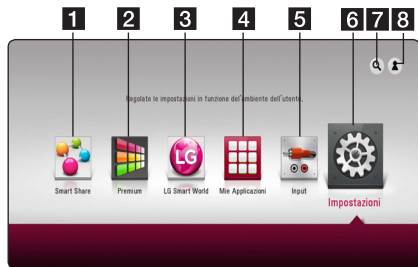 1 2 3 4 5 6 7 8
Regolate le impostazioni in funzione dell'ambiente dell'utente.
LG
Smart Share Premium LG Smart World Mie Applicazioni Input Impostazioni